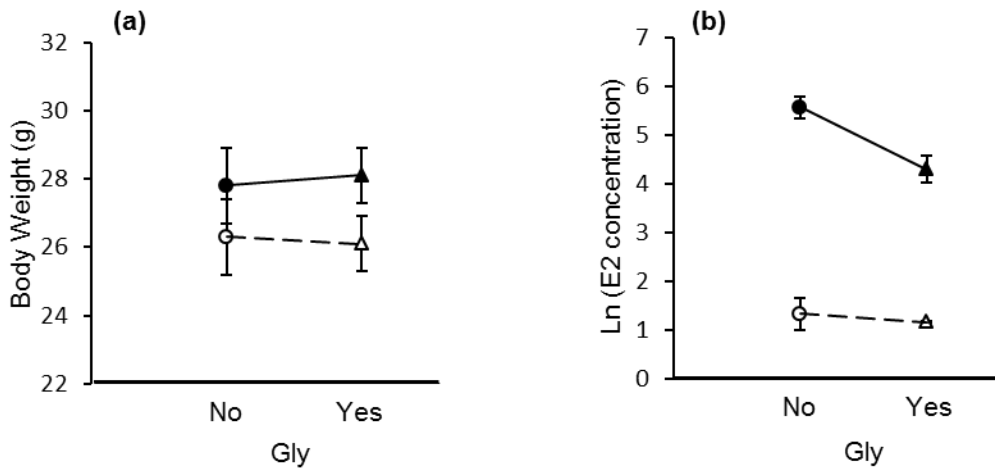 (a)
Body Weight (g)
32
30
28
26
24
22
No Yes
Gly
(b)
Ln (E2 concentration)
7
6
5
4
3
2
1
0
No Yes
Gly